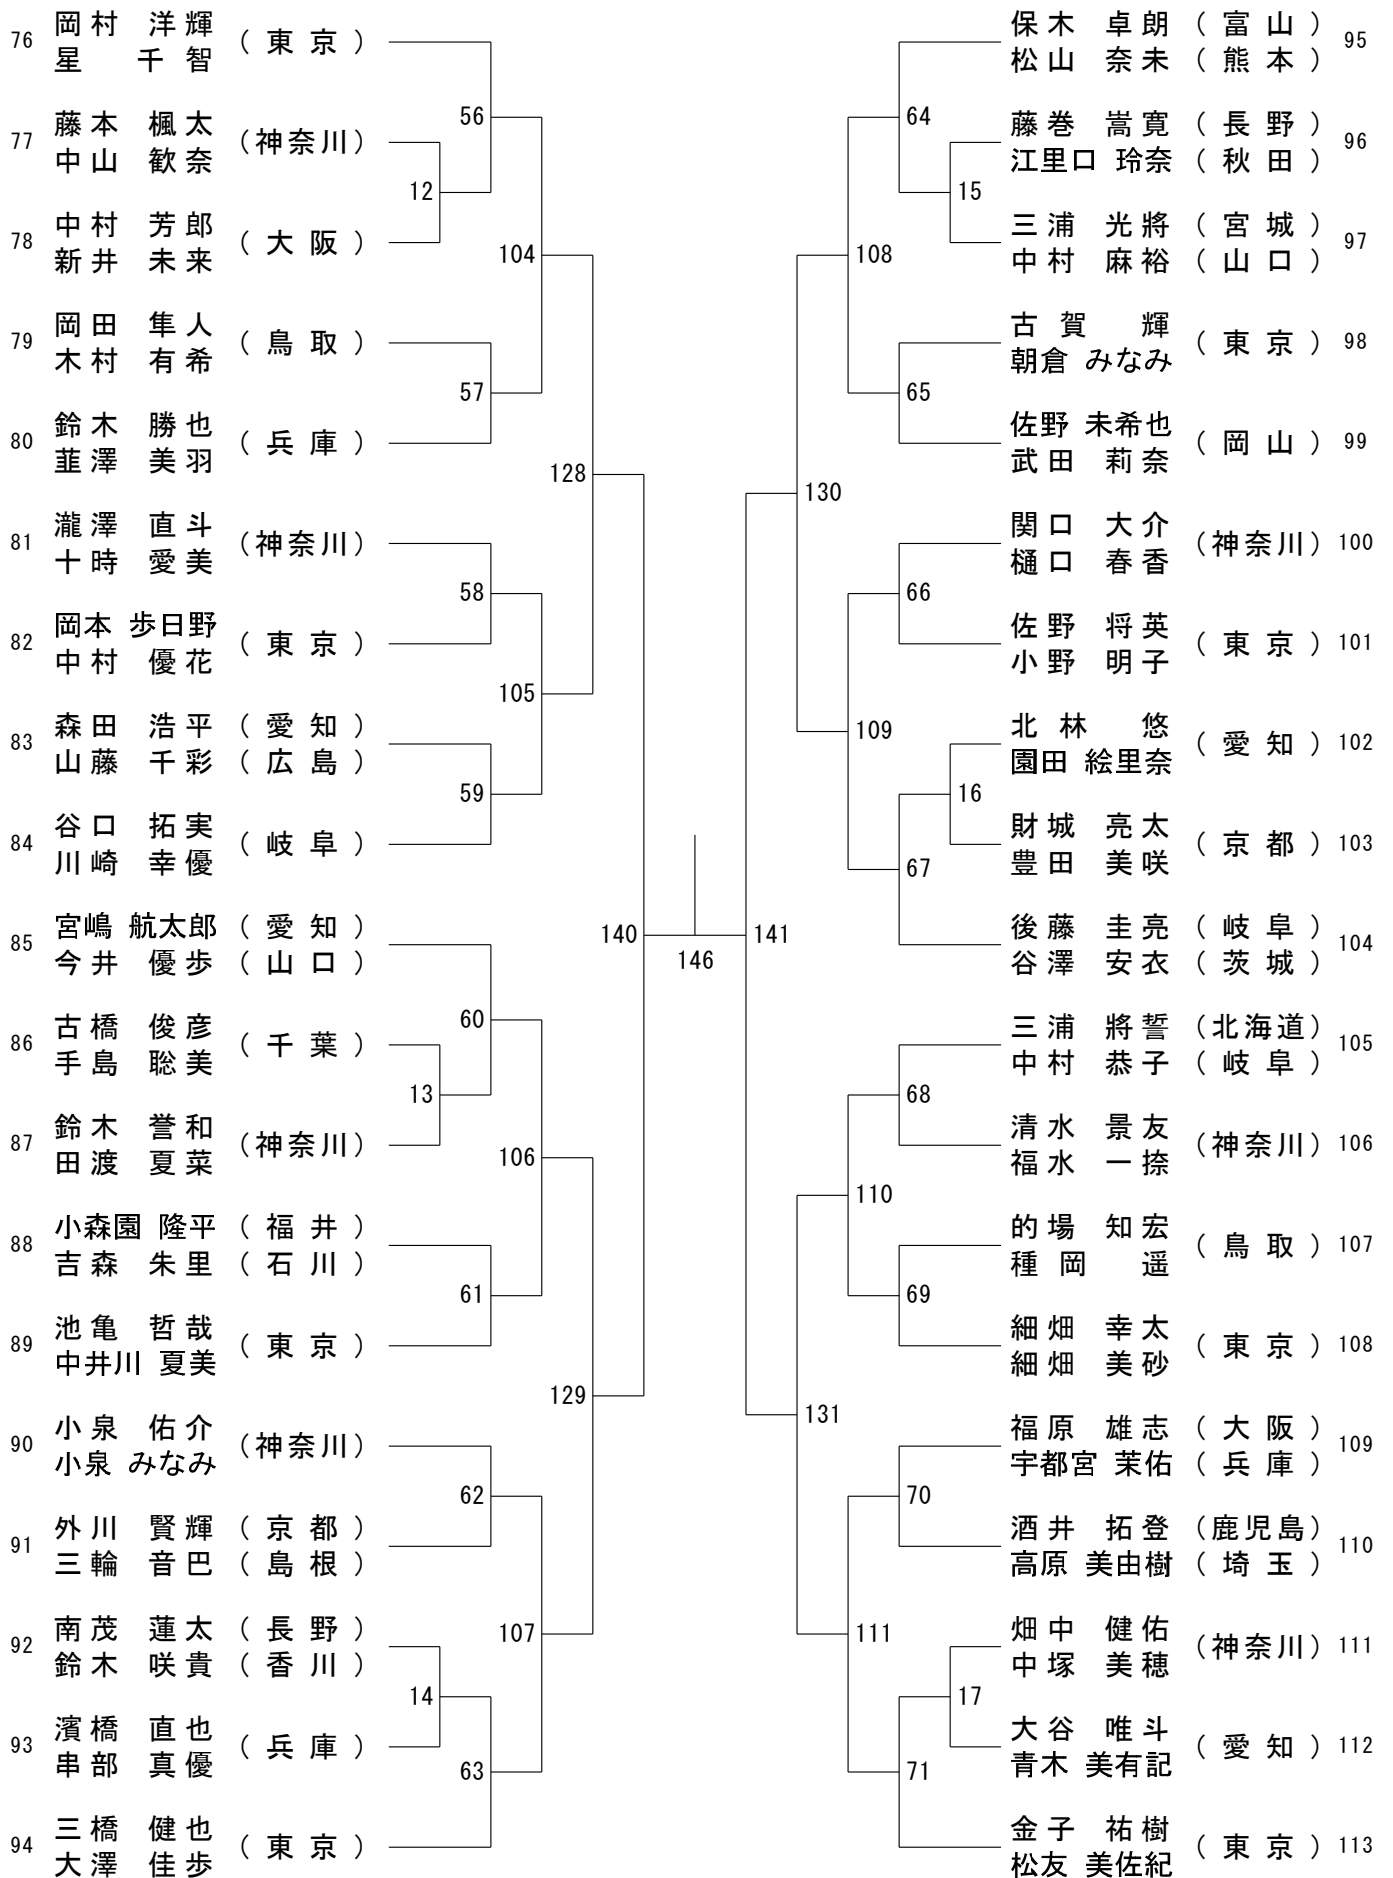 76 岡村 洋輝 (東京)
星 千智
77 藤本 楓太 (神奈川)
中山 歓奈
78 中村 芳郎 (大阪)
新井 未来
79 岡田 隼人 (鳥取)
木村 有希
80 鈴木 勝也 (兵庫)
韮澤 美羽
81 瀧澤 直斗 (神奈川)
十時 愛美
82 岡本 歩日野 (東京)
中村 優花
83 森田 浩平 (愛知)
山藤 千彩 (広島)
84 谷口 拓実 (岐阜)
川崎 幸優
85 宮嶋 航太郎 (愛知)
今井 優歩 (山口)
86 古橋 俊彦 (千葉)
手島 聡美
87 鈴木 誉和 (神奈川)
田渡 夏菜
88 小森園 隆平 (福井)
吉森 朱里 (石川)
89 池亀 哲哉 (東京)
中井川 夏美
90 小泉 佑介 (神奈川)
小泉 みなみ
91 外川 賢輝 (京都)
三輪 音巴 (島根)
92 南茂 蓮太 (長野)
鈴木 咲貴 (香川)
93 濱橋 直也 (兵庫)
串部 真優
94 三橋 健也 (東京)
大澤 佳歩
12
13
14
56
57
58
59
60
61
62
63
104
105
106
107
128
129
140
146
141
130
131
108
109
110
111
64
65
66
67
68
69
70
71
15
16
17
保木 卓朗 (富山) 95
松山 奈未 (熊本)
藤巻 嵩寛 (長野) 96
江里口 玲奈 (秋田)
三浦 光將 (宮城) 97
中村 麻裕 (山口)
古賀 輝 (東京) 98
朝倉 みなみ
佐野 未希也 (岡山) 99
武田 莉奈
関口 大介 (神奈川) 100
樋口 春香
佐野 将英 (東京) 101
小野 明子
北林 悠 (愛知) 102
園田 絵里奈
財城 亮太 (京都) 103
豊田 美咲
後藤 圭亮 (岐阜) 104
谷澤 安衣 (茨城)
三浦 將誓 (北海道) 105
中村 恭子 (岐阜)
清水 景友 (神奈川) 106
福水 一捺
的場 知宏 (鳥取) 107
種岡 遥
細畑 幸太 (東京) 108
細畑 美砂
福原 雄志 (大阪) 109
宇都宮 茉佑 (兵庫)
酒井 拓登 (鹿児島) 110
高原 美由樹 (埼玉)
畑中 健佑 (神奈川) 111
中塚 美穂
大谷 唯斗 (愛知) 112
青木 美有記
金子 祐樹 (東京) 113
松友 美佐紀